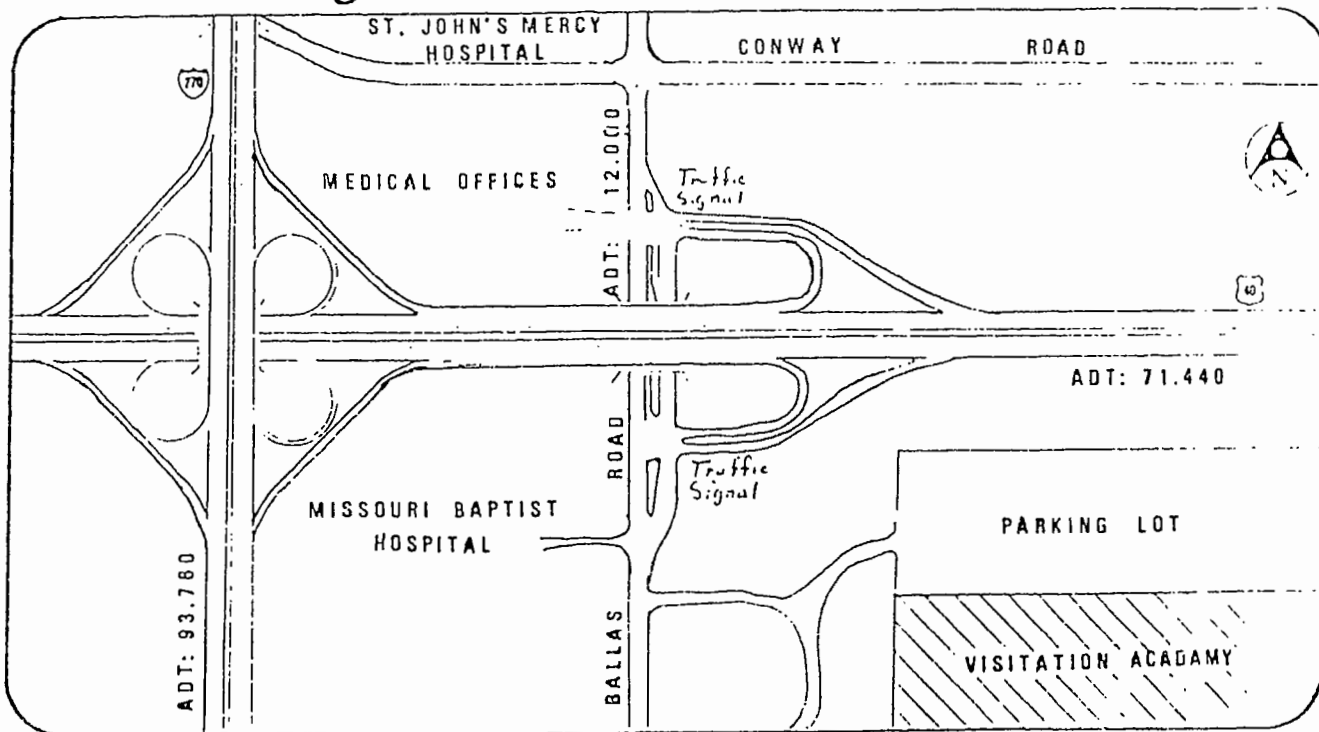 ST. JOHN'S MERCY
HOSPITAL
CONWAY ROAD
770
MEDICAL OFFICES
ADT: 12.000
Traffic
Signal
N
40
ADT: 71.440
ROAD
Traffic
Signal
MISSOURI BAPTIST
HOSPITAL
PARKING LOT
ADT: 93.780
BALLAS
VISITATION ACADAMY